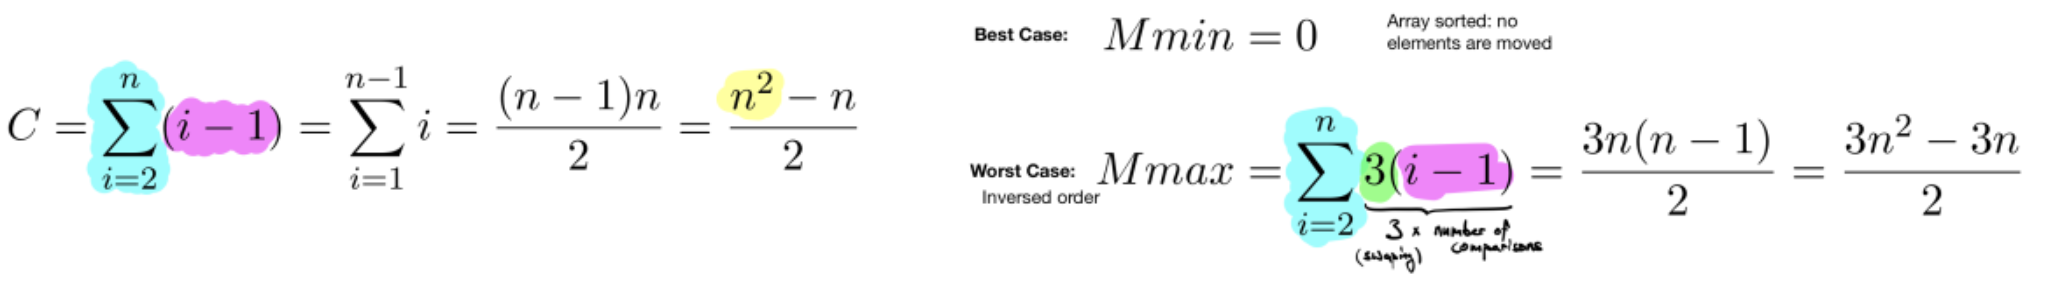 C = \sum_{i=2}^{n} (i − 1) = \sum_{i=1}^{n−1} i = \frac{(n − 1)n}{2} = \frac{n^2 − n}{2}
Best Case: Mmin = 0
Array sorted: no
elements are moved
Worst Case: Mmax = \sum_{i=2}^{n} 3(i − 1) = \frac{3n(n − 1)}{2} = \frac{3n^2 − 3n}{2}
Inversed order
3 x number of
(swaping) comparisons